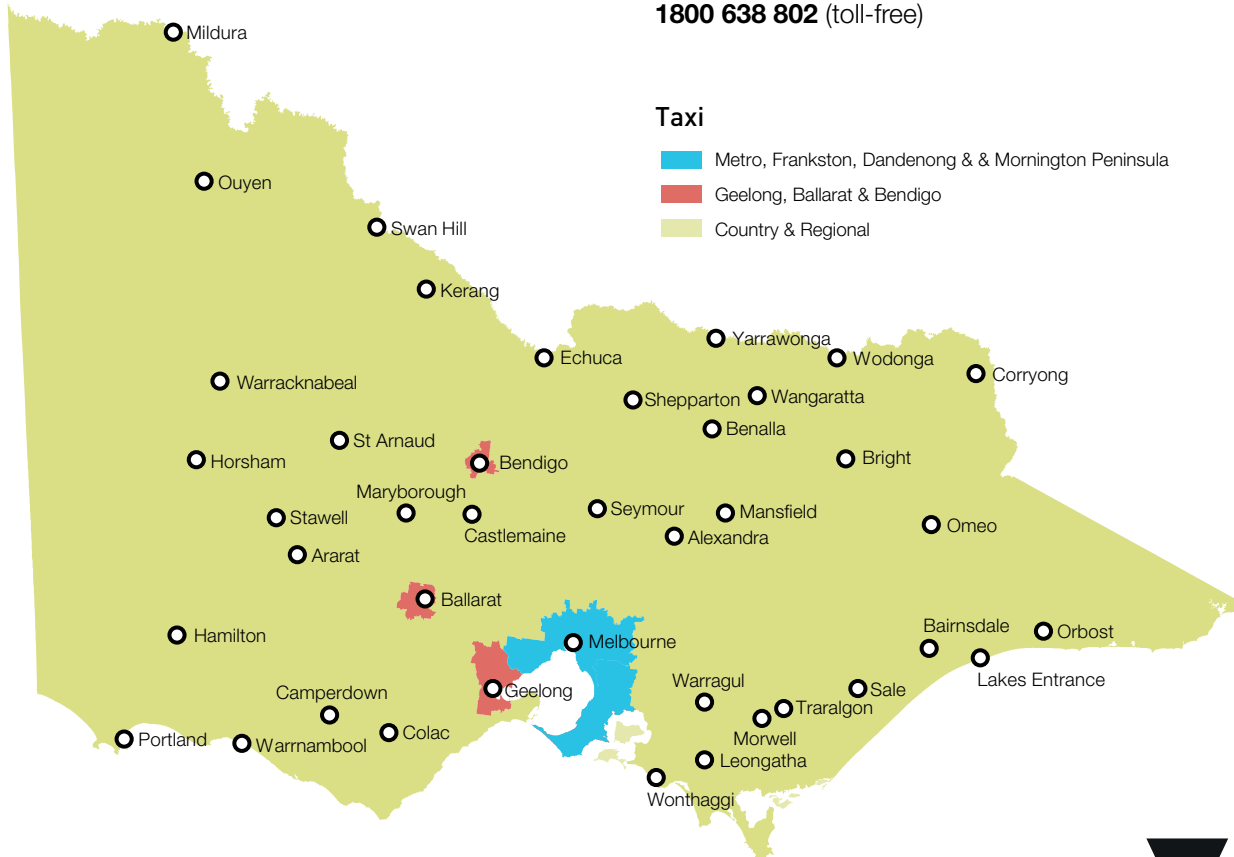 1800 638 802 (toll-free)
Taxi
Metro, Frankston, Dandenong & & Mornington Peninsula
Geelong, Ballarat & Bendigo
Country & Regional
Mildura
Ouyen
Swan Hill
Kerang
Echuca
Yarrawonga
Wodonga
Corryong
Warracknabeal
Shepparton
Wangaratta
Benalla
St Arnaud
Horsham
Bendigo
Bright
Maryborough
Stawell
Castlemaine
Seymour
Mansfield
Omeo
Alexandra
Ararat
Ballarat
Hamilton
Melbourne
Bairnsdale
Orbost
Lakes Entrance
Camperdown
Geelong
Warragul
Sale
Traralgon
Portland
Warrnambool
Colac
Morwell
Leongatha
Wonthaggi